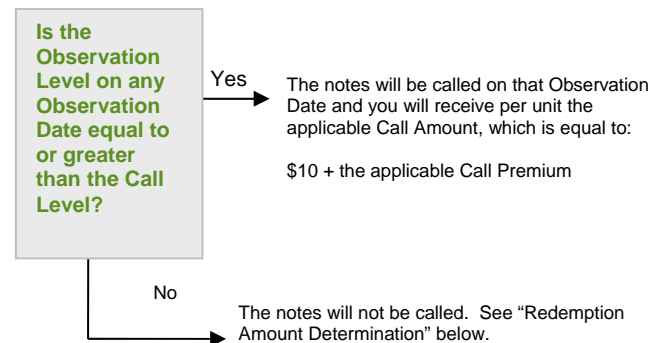 Is the
Observation
Level on any
Observation
Date equal to
or greater
than the Call
Level?
Yes
The notes will be called on that Observation
Date and you will receive per unit the
applicable Call Amount, which is equal to:
$10 + the applicable Call Premium
No
The notes will not be called.  See “Redemption
Amount Determination” below.